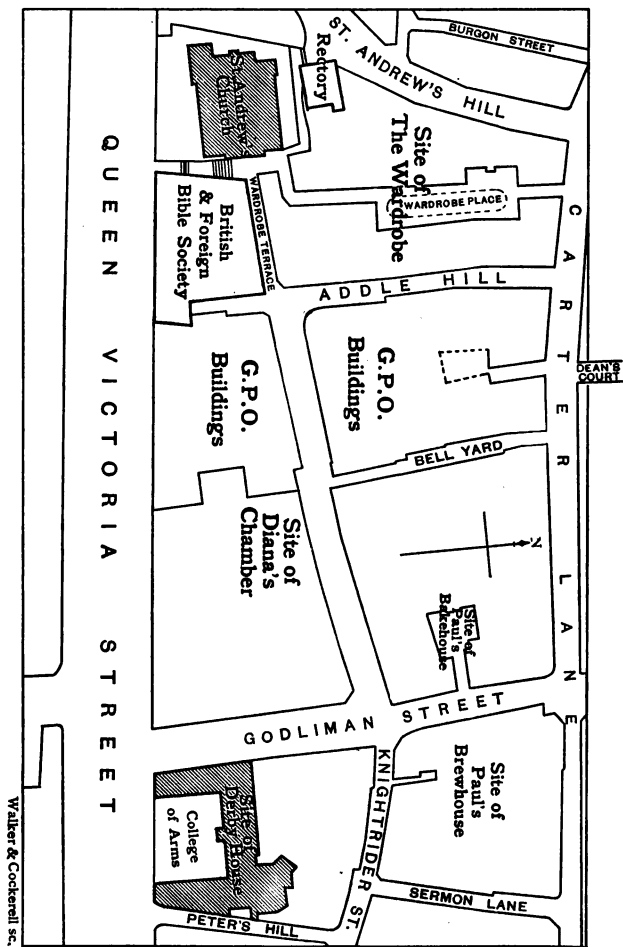 BURGON STREET
ST. ANDREW'S HILL
Rectory
St. Andrew's
Church
Site of
The Wardrobe
WARDROBE PLACE
WARDROBE TERRACE
British
& Foreign
Bible Society
ADDLE HILL
CARTER LANE
DEAN'S
COURT
G.P.O.
Buildings
G.P.O.
Buildings
BELL YARD
Site of
Diana's
Chamber
N.
Site of
Paul's
Bakehouse
GODLIMAN STREET
Site of
Paul's
Brewhouse
KNIGHTRIDER ST.
SERMON LANE
Site of
Derby House
College
of Arms
PETER'S HILL
QUEEN VICTORIA STREET
Walker & Cockerell sc.